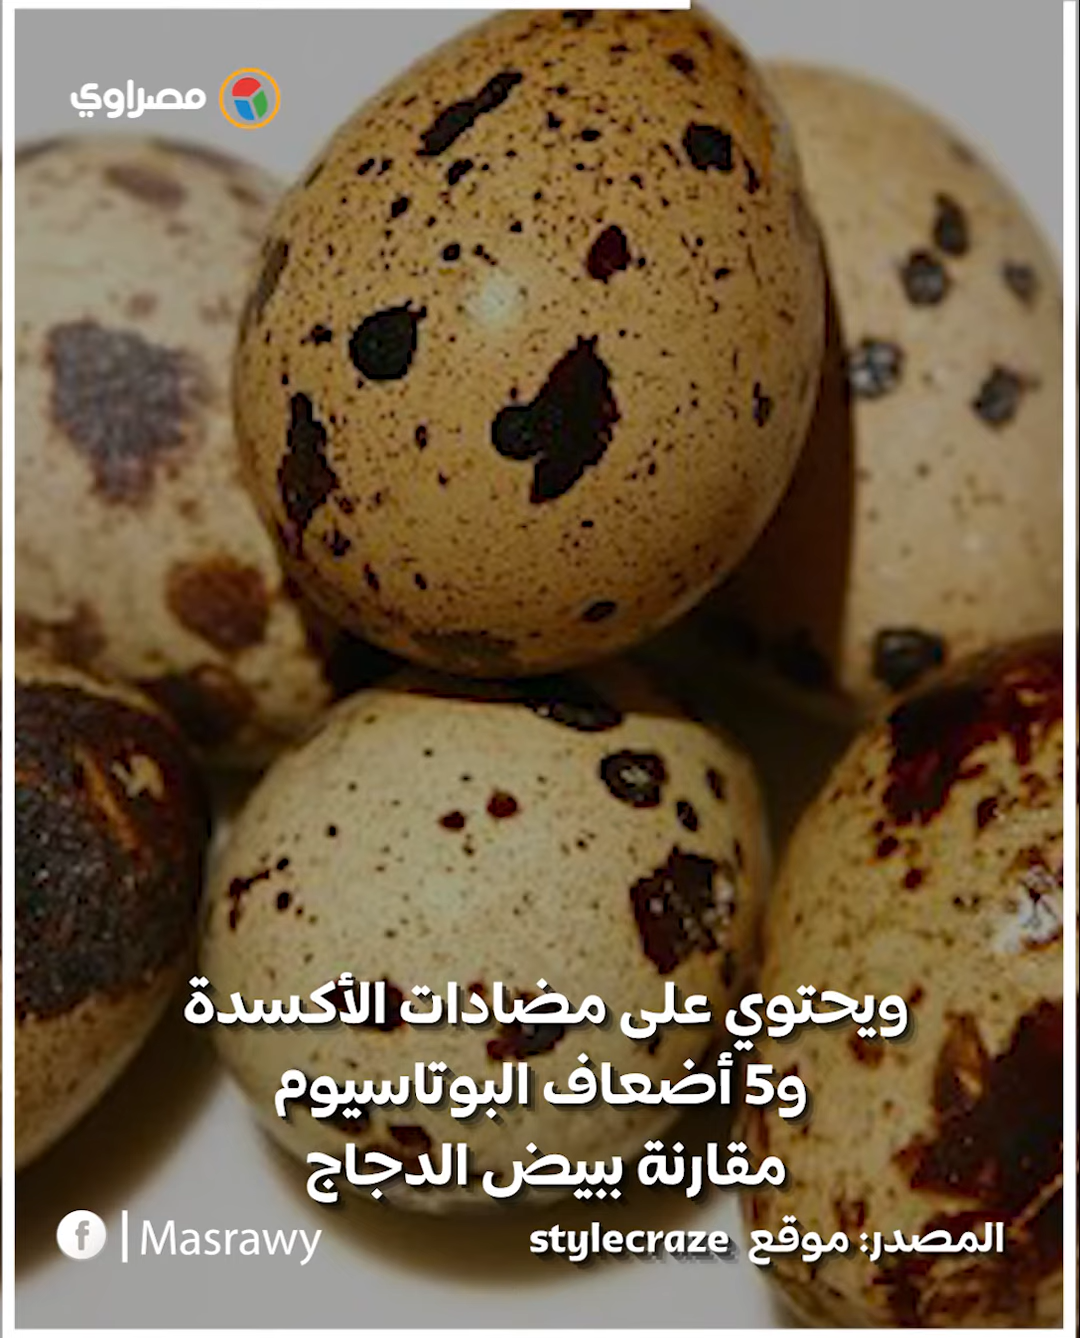 مصراوي
ويحتوي على مضادات الأكسدة
و5 أضعاف البوتاسيوم
مقارنة ببيض الدجاج
المصدر: موقع stylecraze
f | Masrawy